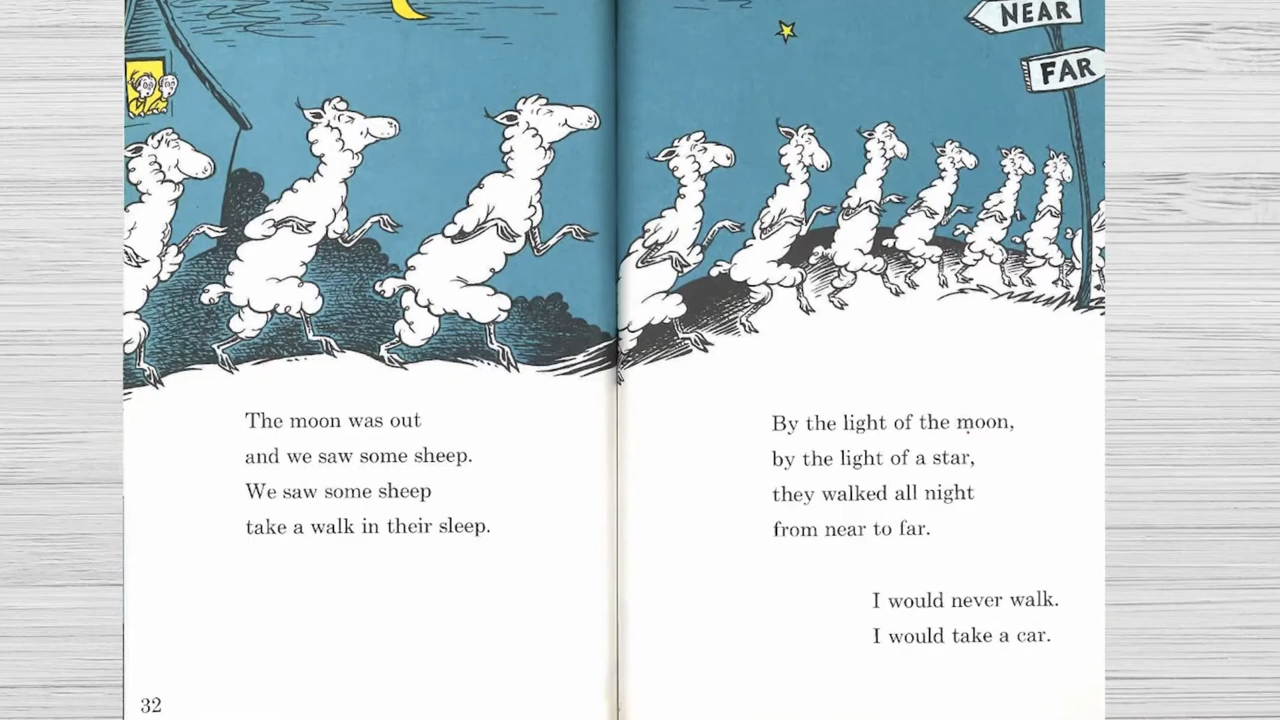 NEAR
FAR
The moon was out
and we saw some sheep.
We saw some sheep
take a walk in their sleep.
By the light of the moon,
by the light of a star,
they walked all night
from near to far.
I would never walk.
I would take a car.
32